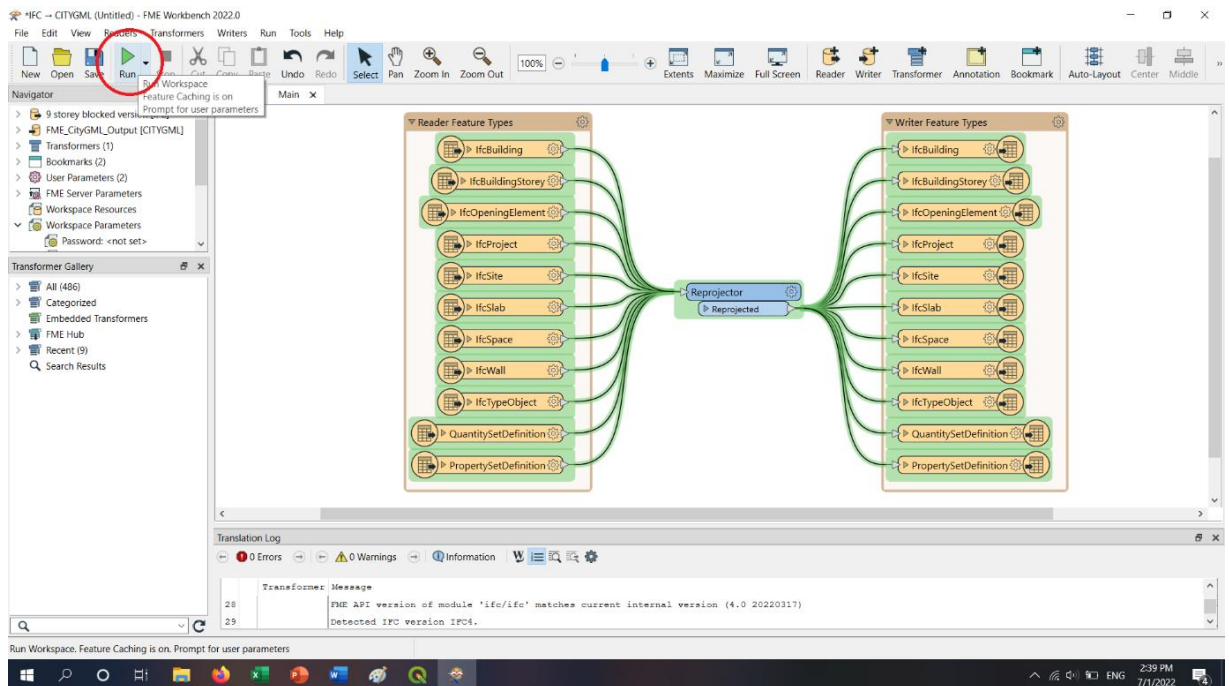 *IFC → CITYGML (Untitled) - FME Workbench 2022.0
File Edit View Readers Transformers Writers Run Tools Help
New Open Save Run Stop Cut Copy Paste Undo Redo Select Pan Zoom In Zoom Out 100% Extents Maximize Full Screen Reader Writer Transformer Annotation Bookmark Auto-Layout Center Middle
Run Workspace
Feature Caching is on
Prompt for user parameters
Navigator
Main
9 storey blocked
FME_CityGML_Output [CITYGML]
Transformers (1)
Bookmarks (2)
User Parameters (2)
FME Server Parameters
Workspace Resources
Workspace Parameters
Password: <not set>
Transformer Gallery
All (486)
Categorized
Embedded Transformers
FME Hub
Recent (9)
Search Results
Reader Feature Types
IfcBuilding
IfcBuildingStorey
IfcOpeningElement
IfcProject
IfcSite
IfcSlab
IfcSpace
IfcWall
IfcTypeObject
QuantitySetDefinition
PropertySetDefinition
Reprojector
Reprojected
Writer Feature Types
IfcBuilding
IfcBuildingStorey
IfcOpeningElement
IfcProject
IfcSite
IfcSlab
IfcSpace
IfcWall
IfcTypeObject
QuantitySetDefinition
PropertySetDefinition
Translation Log
0 Errors 0 Warnings Information
Transformer Message
28 FME API version of module 'ifc/ifc' matches current internal version (4.0 20220317)
29 Detected IFC version IFC4.
Run Workspace. Feature Caching is on. Prompt for user parameters
ENG
2:39 PM
7/1/2022
4